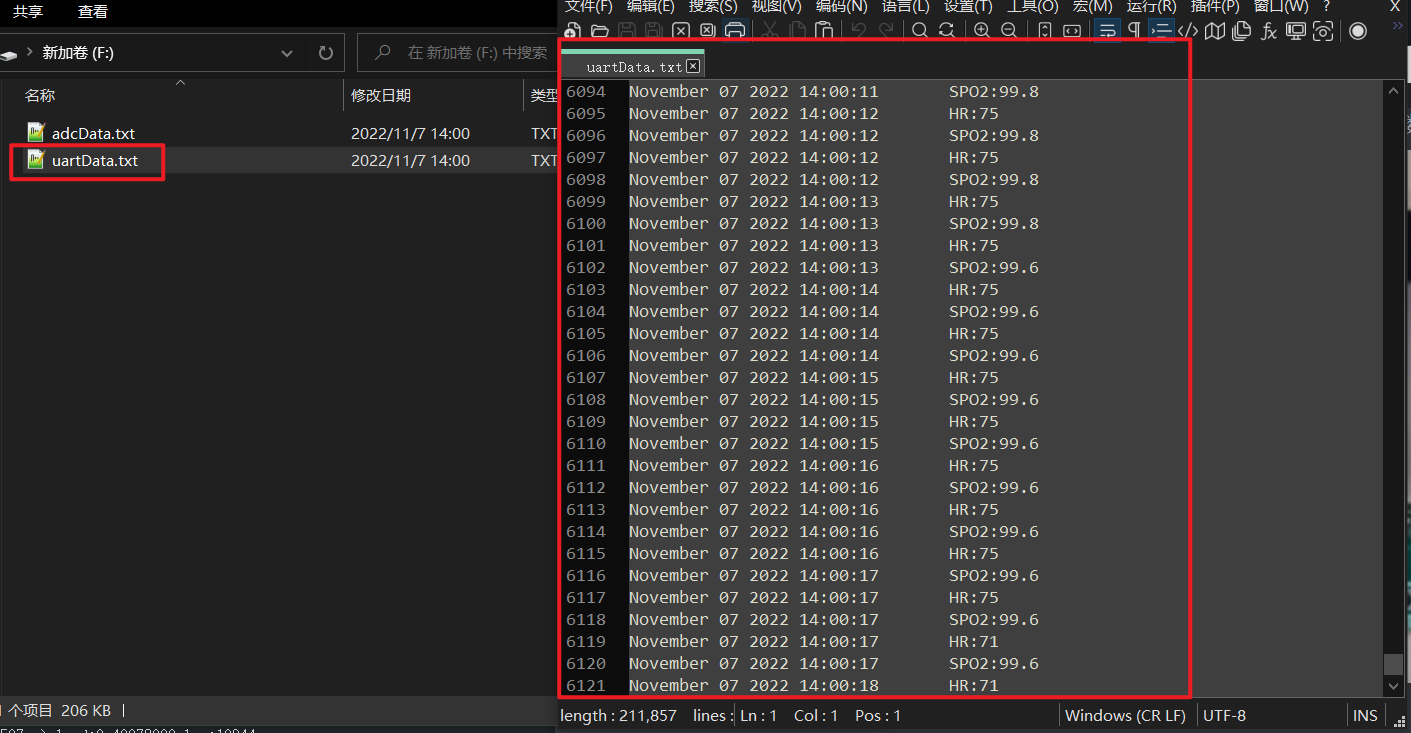 共享 查看
新加卷 (F:)
在 新加卷 (F:) 中搜索
名称 修改日期 类型
adcData.txt 2022/11/7 14:00 TXT
uartData.txt 2022/11/7 14:00 TXT
个项目 206 KB
文件(F) 编辑(E) 搜索(S) 视图(V) 编码(N) 语言(L) 设置(T) 工具(O) 宏(M) 运行(R) 插件(P) 窗口(W) ? X
uartData.txt
6094 November 07 2022 14:00:11 SPO2:99.8
6095 November 07 2022 14:00:12 HR:75
6096 November 07 2022 14:00:12 SPO2:99.8
6097 November 07 2022 14:00:12 HR:75
6098 November 07 2022 14:00:12 SPO2:99.8
6099 November 07 2022 14:00:13 HR:75
6100 November 07 2022 14:00:13 SPO2:99.8
6101 November 07 2022 14:00:13 HR:75
6102 November 07 2022 14:00:13 SPO2:99.6
6103 November 07 2022 14:00:14 HR:75
6104 November 07 2022 14:00:14 SPO2:99.6
6105 November 07 2022 14:00:14 HR:75
6106 November 07 2022 14:00:14 SPO2:99.6
6107 November 07 2022 14:00:15 HR:75
6108 November 07 2022 14:00:15 SPO2:99.6
6109 November 07 2022 14:00:15 HR:75
6110 November 07 2022 14:00:15 SPO2:99.6
6111 November 07 2022 14:00:16 HR:75
6112 November 07 2022 14:00:16 SPO2:99.6
6113 November 07 2022 14:00:16 HR:75
6114 November 07 2022 14:00:16 SPO2:99.6
6115 November 07 2022 14:00:16 HR:75
6116 November 07 2022 14:00:17 SPO2:99.6
6117 November 07 2022 14:00:17 HR:75
6118 November 07 2022 14:00:17 SPO2:99.6
6119 November 07 2022 14:00:17 HR:71
6120 November 07 2022 14:00:17 SPO2:99.6
6121 November 07 2022 14:00:18 HR:71
length : 211,857 lines : Ln : 1 Col : 1 Pos : 1 Windows (CR LF) UTF-8 INS